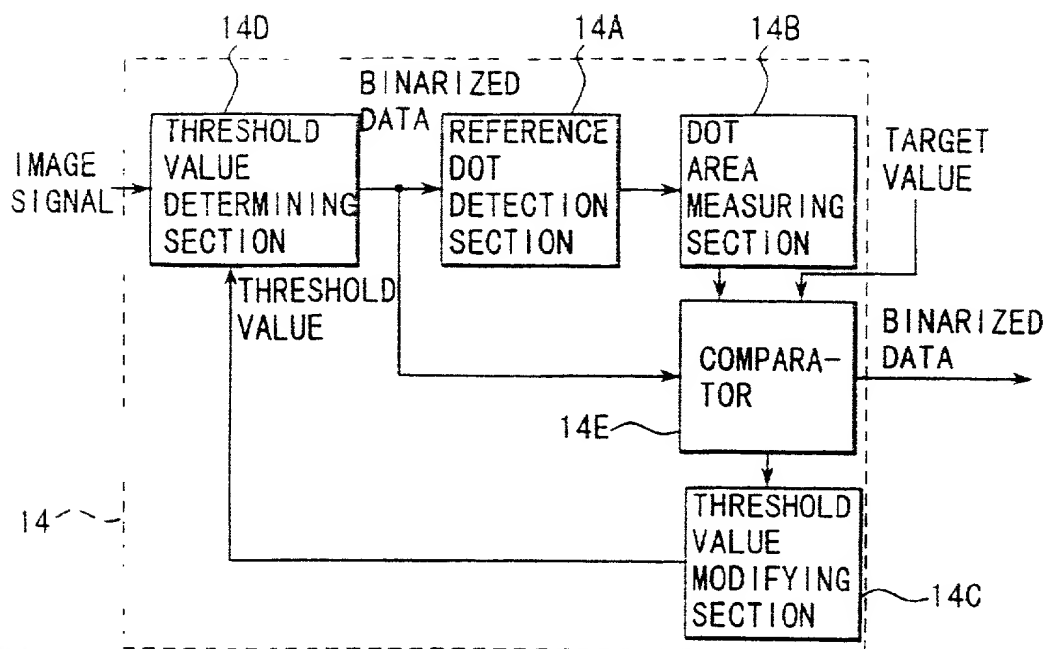 14D
14A
14B
BINARIZED
DATA
IMAGE
SIGNAL
THRESHOLD
VALUE
DETERMINING
SECTION
REFERENCE
DOT
DETECTION
SECTION
DOT
AREA
MEASURING
SECTION
TARGET
VALUE
THRESHOLD
VALUE
COMPARA-
TOR
BINARIZED
DATA
14E
14
THRESHOLD
VALUE
MODIFYING
SECTION
14C